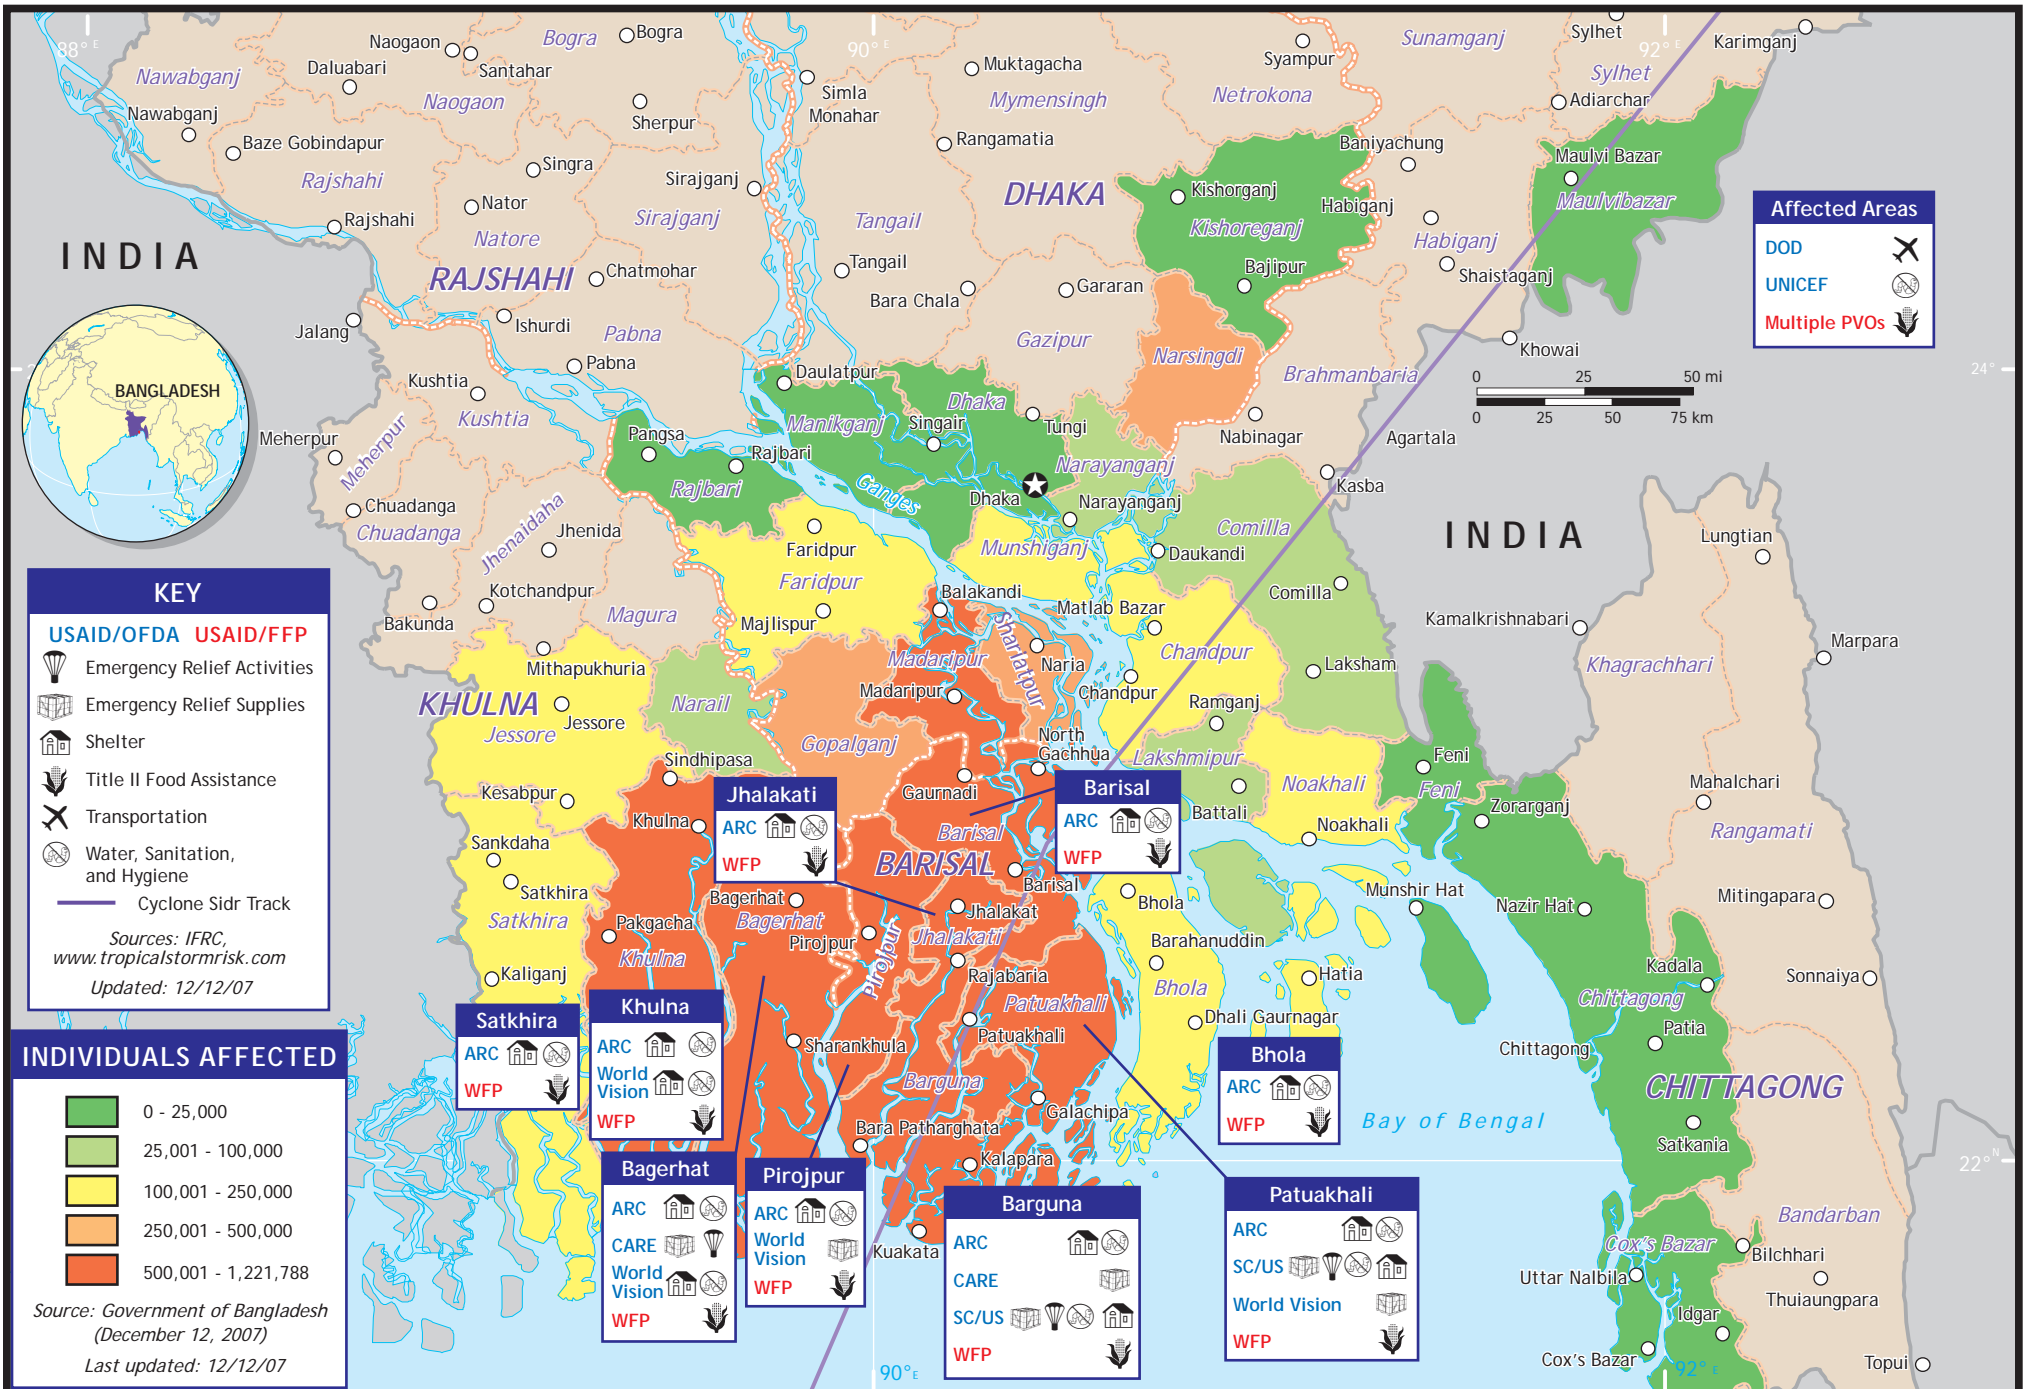 88° E
90° E
92° E
Naogaon
Santahar
Bogra
Bogra
Daluabari
Nawabganj
Naogaon
Nawabganj
Baze Gobindapur
Rajshahi
Rajshahi
Sherpur
Singra
Nator
Natore
Sirajganj
Sirajganj
RAJSHAHI
Chatmohar
Ishurdi
Pabna
Pabna
Simla
Monahar
Muktagacha
Mymensingh
Rangamatia
DHAKA
Tangail
Tangail
Bara Chala
Gararan
Gazipur
Syampur
Netrokona
Sunamganj
Sylhet
Sylhet
Karimganj
Adiarchar
Baniyachung
Maulvi Bazar
Maulvibazar
Kishorganj
Kishoreganj
Bajipur
Habiganj
Habiganj
Shaistaganj
Khowai
Narsingdi
Brahmanbaria
Nabinagar
Agartala
Kasba
INDIA
Affected Areas
DOD
UNICEF
Multiple PVOs
0 25 50 mi
0 25 50 75 km
24°
BANGLADESH
Jalang
Kushtia
Kushtia
Meherpur
Meherpur
Chuadanga
Chuadanga
Jhenaidaha
Jhenida
Kotchandpur
Bakunda
Magura
Pangsa
Rajbari
Rajbari
Daulatpur
Manikganj
Singair
Dhaka
Tungi
Dhaka
Ganges
Narayanganj
Narayanganj
Munshiganj
Daukandi
Comilla
Comilla
Laksham
Faridpur
Faridpur
Majlispur
Balakandi
Madaripur
Madaripur
Shariatpur
Naria
Matlab Bazar
Chandpur
Chandpur
Ramganj
North
Gachhua
Lakshmipur
Battali
Noakhali
Noakhali
Feni
Feni
INDIA
Lungtian
Kamalkrishnabari
Khagrachhari
Marpara
Mahalchari
Rangamati
Zorarganj
Mitingapara
Nazir Hat
Kadala
Sonnaiya
Chittagong
Patia
Chittagong
CHITTAGONG
Satkania
22° N
Bandarban
Cox's Bazar
Bilchhari
Uttar Nalbila
Thuiaungpara
Idgar
Cox's Bazar
92° E
Topui
Mithapukhuria
KHULNA
Jessore
Jessore
Narail
Gopalganj
Sindhipasa
Kesabpur
Khulna
Sankdaha
Satkhira
Satkhira
Kaliganj
Pakgacha
Khulna
Bagerhat
Bagerhat
Pirojpur
Pirojpur
Gaurnadi
Barisal
BARISAL
Barisal
Jhalakat
Jhalakati
Rajabaria
Patuakhali
Patuakhali
Sharankhula
Barguna
Galachipa
Bara Patharghata
Kalapara
Kuakata
Bhola
Barahanuddin
Bhola
Dhali Gaurnagar
Hatia
Munshir Hat
Bay of Bengal
90° E
KEY
USAID/OFDA USAID/FFP
Emergency Relief Activities
Emergency Relief Supplies
Shelter
Title II Food Assistance
Transportation
Water, Sanitation,
and Hygiene
Cyclone Sidr Track
Sources: IFRC,
www.tropicalstormrisk.com
Updated: 12/12/07
INDIVIDUALS AFFECTED
0 - 25,000
25,001 - 100,000
100,001 - 250,000
250,001 - 500,000
500,001 - 1,221,788
Source: Government of Bangladesh
(December 12, 2007)
Last updated: 12/12/07
Jhalakati
ARC
WFP
Barisal
ARC
WFP
Satkhira
ARC
WFP
Khulna
ARC
World
Vision
WFP
Bagerhat
ARC
CARE
World
Vision
WFP
Pirojpur
ARC
World
Vision
WFP
Barguna
ARC
CARE
SC/US
WFP
Patuakhali
ARC
SC/US
World Vision
WFP
Bhola
ARC
WFP
INDIA